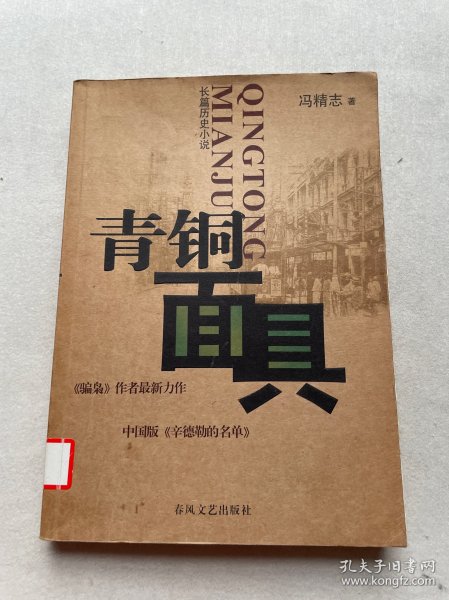 冯精志 著
QINGTONG
MIANJU
长篇历史小说
青铜
面具
《骗枭》作者最新力作
中国版《辛德勒的名单》
春风文艺出版社
孔夫子旧书网
www.kongfz.com